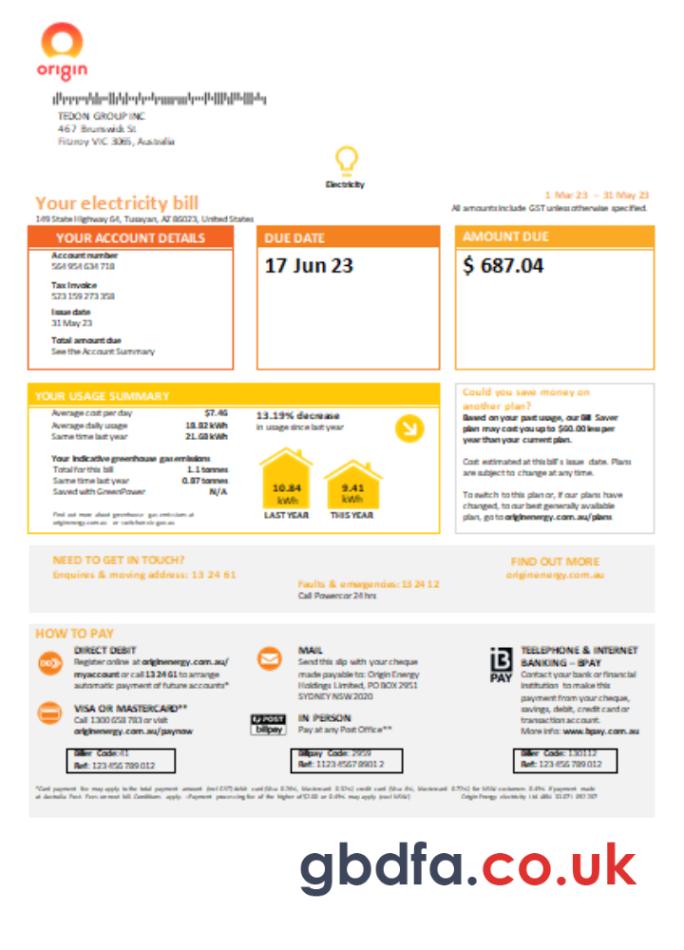 origin
TEDON GROUP INC
467 Brunswick St
Fitzroy VIC 3065, Australia
Electricity
Your electricity bill
149 State Highway 64, Tusayan, AZ 86023, United States
1 Mar 23 – 31 May 23
All amounts include GST unless otherwise specified.
YOUR ACCOUNT DETAILS
Account number
564 954 634 718
Tax Invoice
523 159 273 358
Issue date
31 May 23
Total amount due
See the Account Summary
DUE DATE
17 Jun 23
AMOUNT DUE
$ 687.04
YOUR USAGE SUMMARY
Average cost per day $7.46
Average daily usage 18.82 kWh
Same time last year 21.68 kWh
Your Indicative greenhouse gas emissions
Total for this bill 1.1 tonnes
Same time last year 0.87 tonnes
Saved with GreenPower N/A
Find out more about greenhouse gas emissions at
originenergy.com.au or
13.19% decrease
in usage since last year
10.84
kWh
LAST YEAR
9.41
kWh
THIS YEAR
Could you save money on
another plan?
Based on your past usage, our Bill Saver
plan may cost you up to $60.00 less per
year than your current plan.
Cost estimated at this bill's issue date. Plans
are subject to change at any time.
To switch to this plan or, if our plans have
changed, to our best generally available
plan, go to originenergy.com.au/plans
NEED TO GET IN TOUCH?
Enquires & moving address: 13 24 61
Faults & emergencies: 13 24 12
Call Powercor 24 hrs
FIND OUT MORE
originenergy.com.au
HOW TO PAY
DIRECT DEBIT
Register online at originenergy.com.au/
myaccount or call 13 24 61 to arrange
automatic payment of future accounts*
VISA OR MASTERCARD**
Call 1300 658 783 or visit
originenergy.com.au/paynow
Biller Code: 41
Ref: 123 456 789 012
MAIL
Send this slip with your cheque
made payable to: Origin Energy
Holdings Limited, PO BOX 2951
SYDNEY NSW 2020
POST
billpay
IN PERSON
Pay at any Post Office**
Billpay Code: 2959
Ref: 1123 4567 8901 2
B
PAY
TEELEPHONE & INTERNET
BANKING – BPAY
Contact your bank or financial
institution to make this
payment from your cheque,
savings, debit, credit card or
transaction account.
More info: www.bpay.com.au
Biller Code: 130112
Ref: 123 456 789 012
gbdfa.co.uk